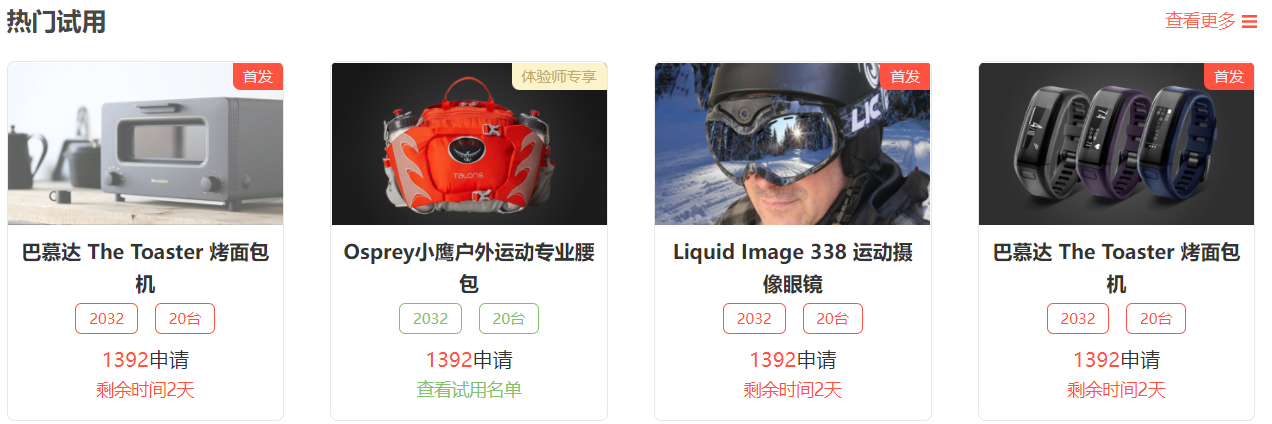 热门试用
查看更多
首发
巴慕达 The Toaster 烤面包
机
2032 20台
1392申请
剩余时间2天
体验师专享
TALONS
Osprey小鹰户外运动专业腰
包
2032 20台
1392申请
查看试用名单
首发
LIC
Liquid Image 338 运动摄
像眼镜
2032 20台
1392申请
剩余时间2天
首发
巴慕达 The Toaster 烤面包
机
2032 20台
1392申请
剩余时间2天